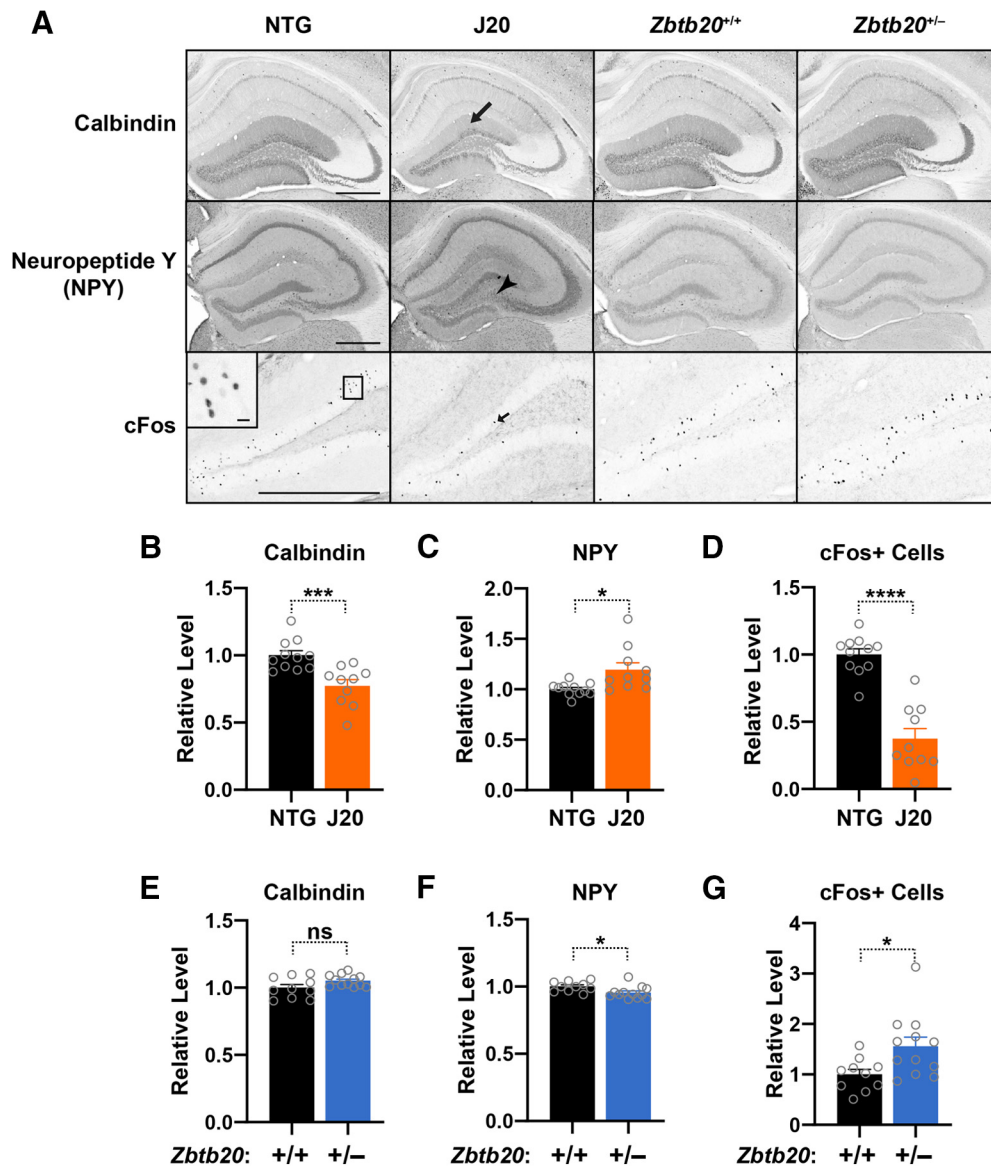 A
NTG J20 Zbtb20+/+ Zbtb20+/–
Calbindin
Neuropeptide Y
(NPY)
cFos
B Calbindin
C NPY
D cFos+ Cells
Relative Level
1.5
1.0
0.5
0.0
***
NTG J20
Relative Level
2.0
1.5
1.0
0.5
0.0
*
NTG J20
Relative Level
1.5
1.0
0.5
0.0
****
NTG J20
E Calbindin
F NPY
G cFos+ Cells
Relative Level
1.5
1.0
0.5
0.0
ns
Zbtb20: +/+ +/–
Relative Level
1.5
1.0
0.5
0.0
*
Zbtb20: +/+ +/–
Relative Level
4
3
2
1
0
*
Zbtb20: +/+ +/–